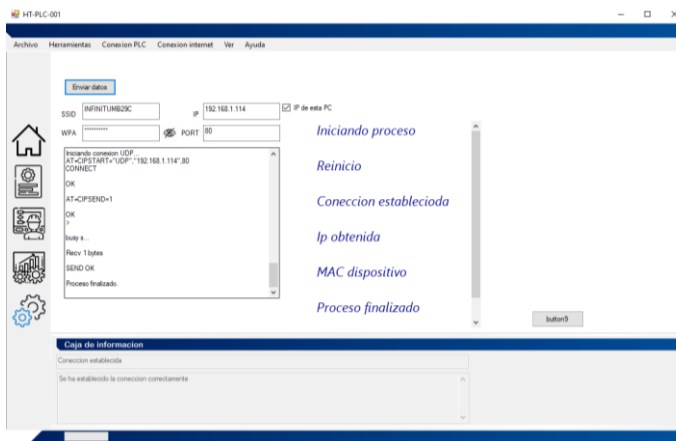 HT-PLC-001
Archivo Herramientas Conexion PLC Conexion internet Ver Ayuda
Enviar datos
SSID INFINITUMB29C IP 192.168.1.114 IP de esta PC
WPA ********** PORT 80
Iniciando conexion UDP...
AT+CIPSTART="UDP","192.168.1.114",80
CONNECT
OK
AT+CIPSEND=1
OK
>
busy s...
Recv 1 bytes
SEND OK
Proceso finalizado.
Iniciando proceso
Reinicio
Coneccion establecioda
Ip obtenida
MAC dispositivo
Proceso finalizado
button9
Caja de informacion
Coneccion establecida
Se ha establecido la coneccion correctamente